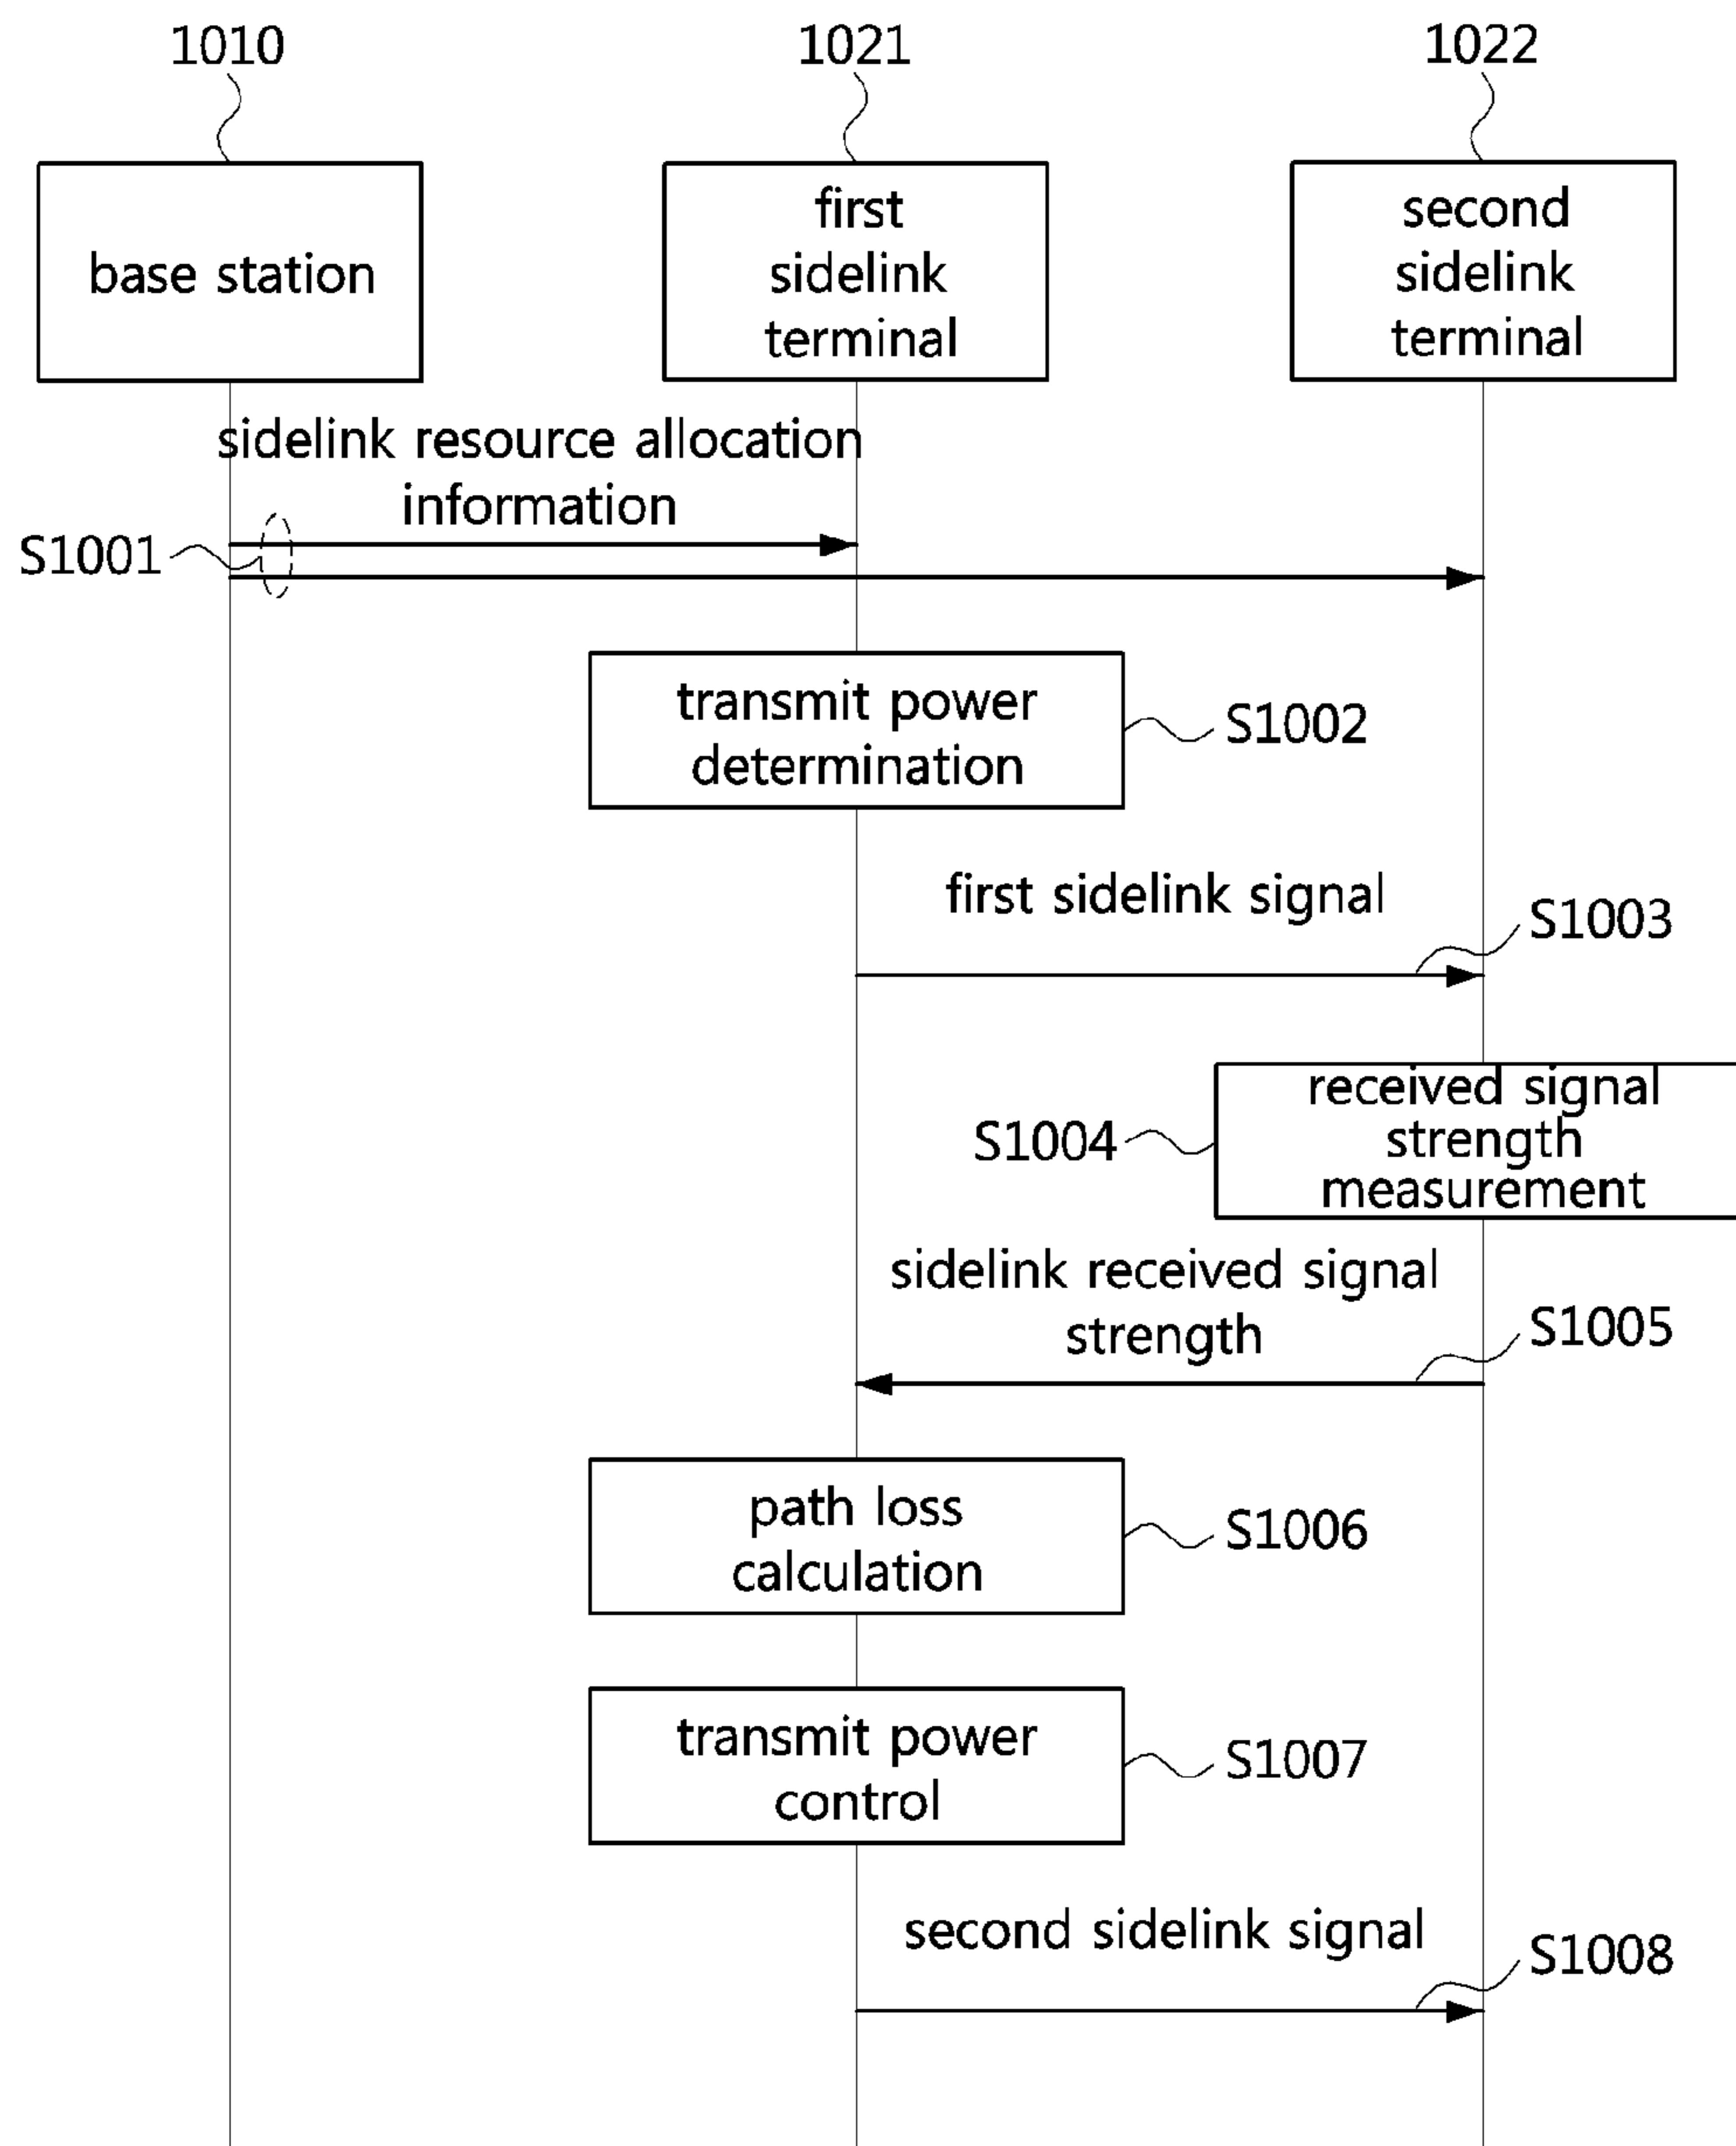 1010
1021
1022
base station
first
sidelink
terminal
second
sidelink
terminal
sidelink resource allocation
information
S1001
transmit power
determination
S1002
first sidelink signal
S1003
received signal
strength
measurement
S1004
sidelink received signal
strength
S1005
path loss
calculation
S1006
transmit power
control
S1007
second sidelink signal
S1008